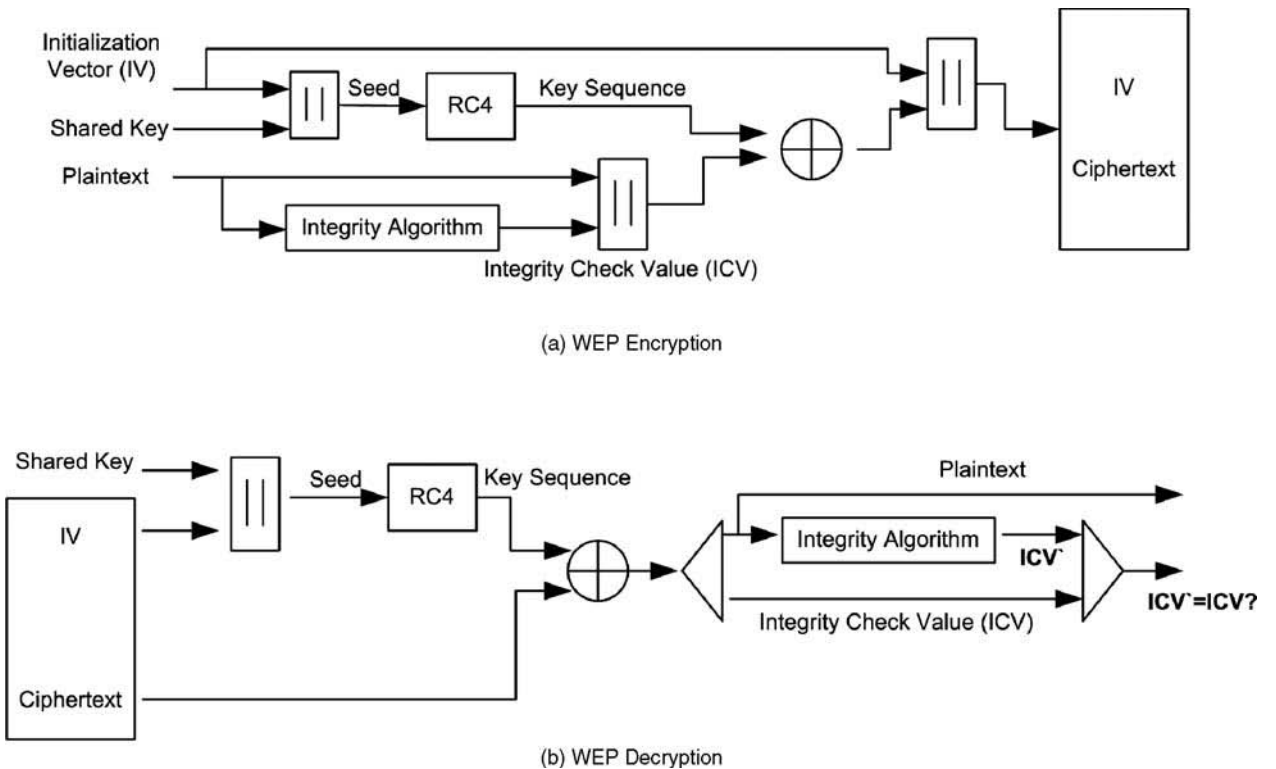 Initialization
Vector (IV)
Seed
RC4
Key Sequence
Shared Key
Plaintext
Integrity Algorithm
Integrity Check Value (ICV)
IV
Ciphertext
(a) WEP Encryption
Shared Key
IV
Ciphertext
Seed
RC4
Key Sequence
Plaintext
Integrity Algorithm
ICV`
Integrity Check Value (ICV)
ICV`=ICV?
(b) WEP Decryption